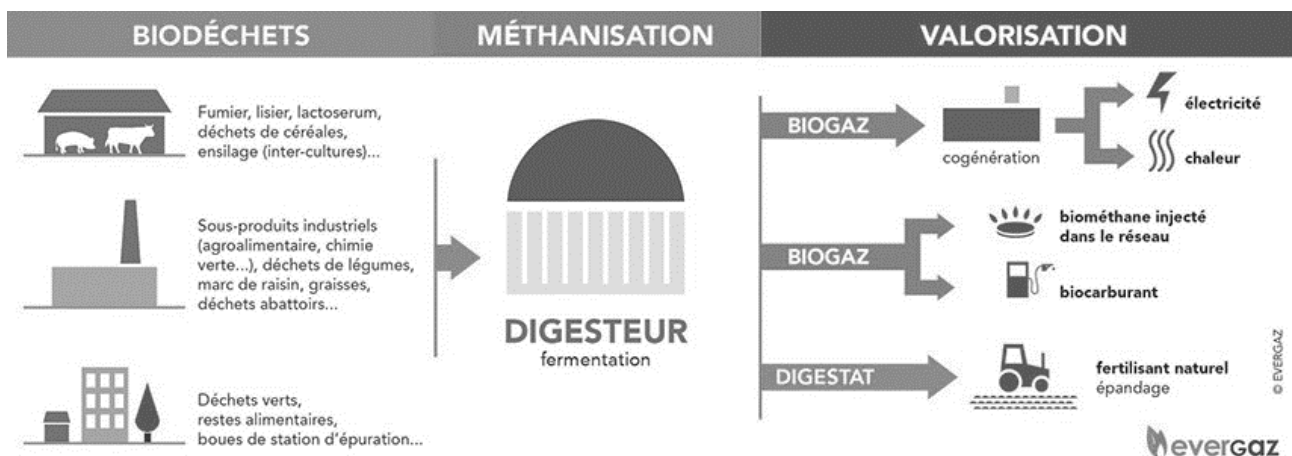 BIODÉCHETS
MÉTHANISATION
VALORISATION
Fumier, lisier, lactoserum,
déchets de céréales,
ensilage (inter-cultures)...
Sous-produits industriels
(agroalimentaire, chimie
verte...), déchets de légumes,
marc de raisin, graisses,
déchets abattoirs...
Déchets verts,
restes alimentaires,
boues de station d'épuration...
DIGESTEUR
fermentation
BIOGAZ
cogénération
électricité
chaleur
BIOGAZ
biométhane injecté
dans le réseau
biocarburant
DIGESTAT
fertilisant naturel
épandage
© EVERGAZ
evergaz